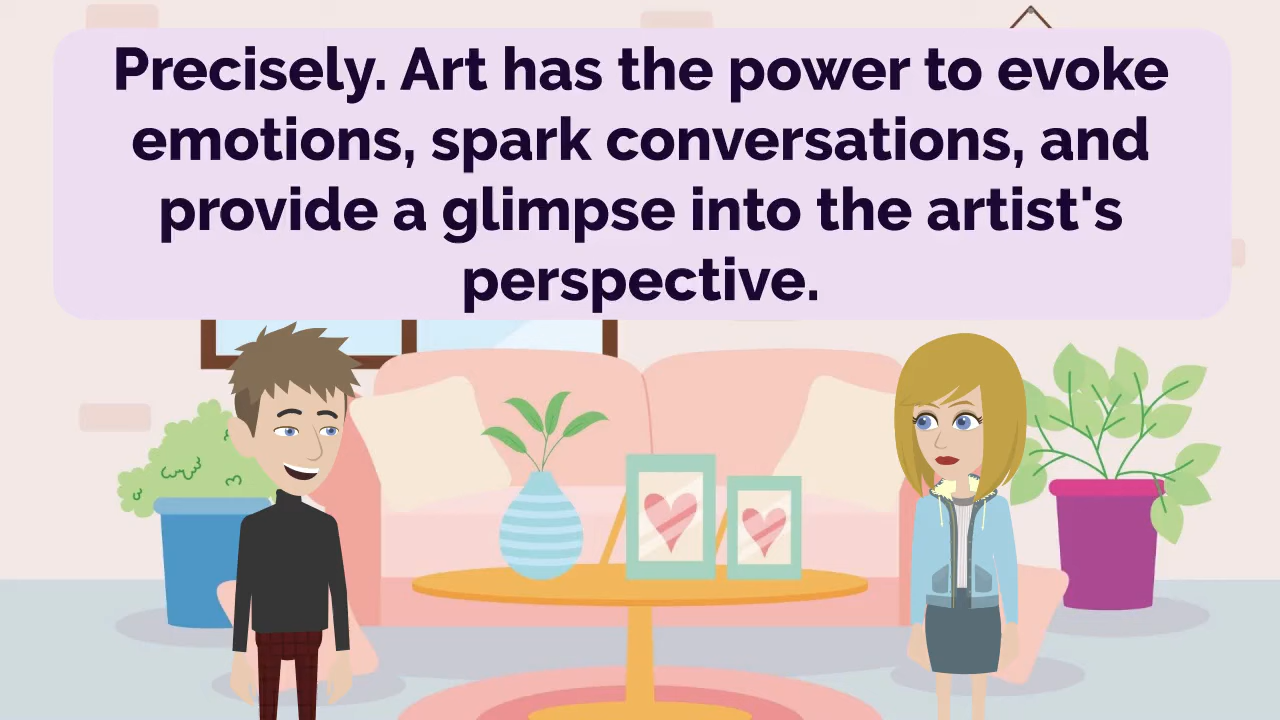 Precisely. Art has the power to evoke
emotions, spark conversations, and
provide a glimpse into the artist's
perspective.